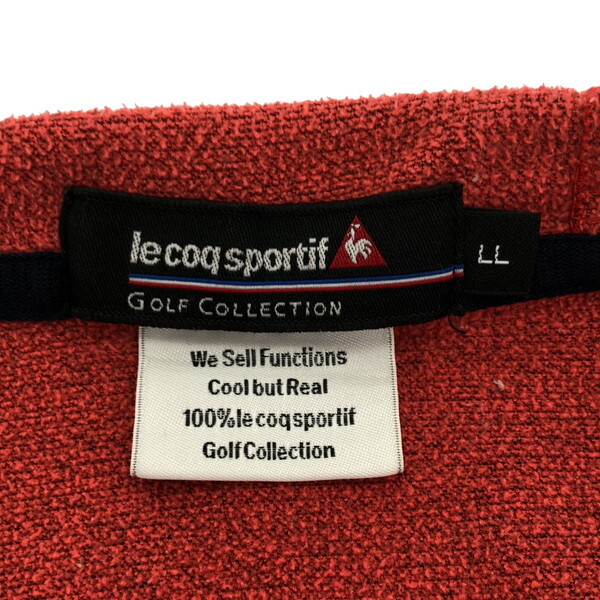 le coq sportif
GOLF COLLECTION
LL
We Sell Functions
Cool but Real
100% le coq sportif
Golf Collection